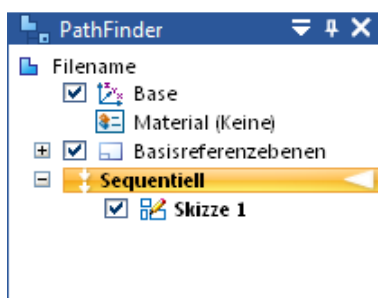 PathFinder
Filename
Base
Material (Keine)
Basisreferenzebenen
Sequentiell
Skizze 1